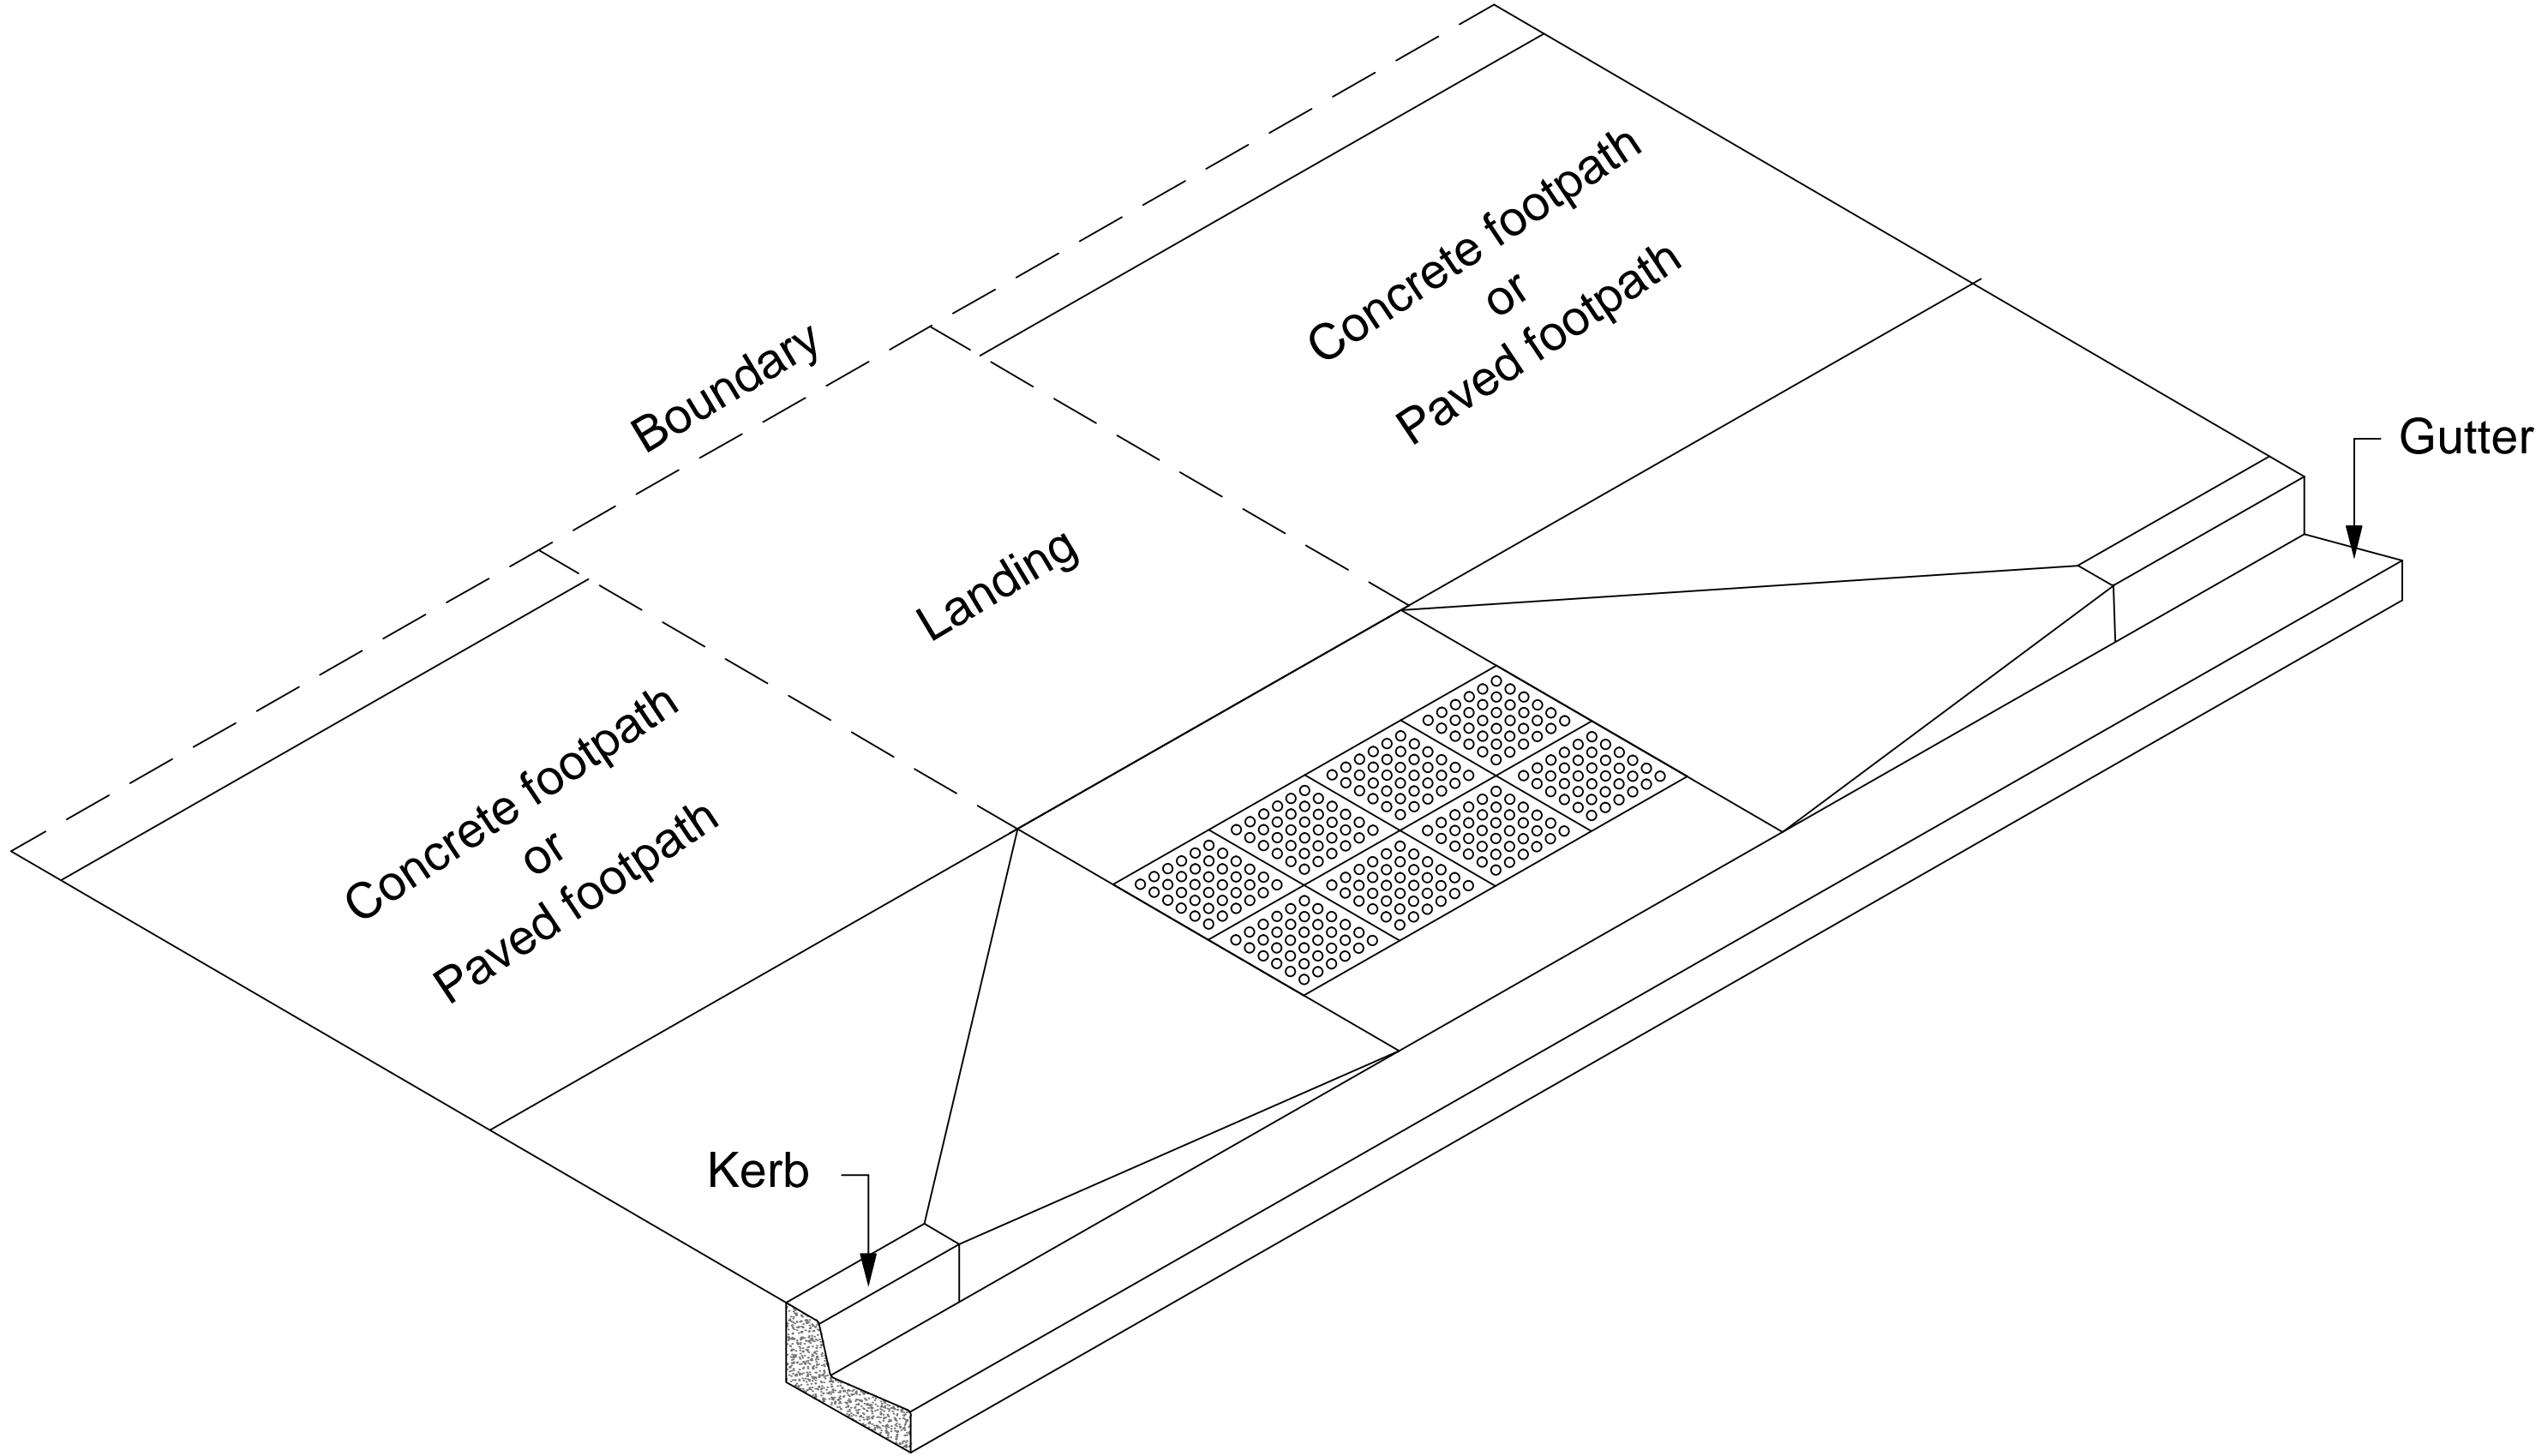 Concrete footpath
or
Paved footpath
Boundary
Gutter
Landing
Concrete footpath
or
Paved footpath
Kerb